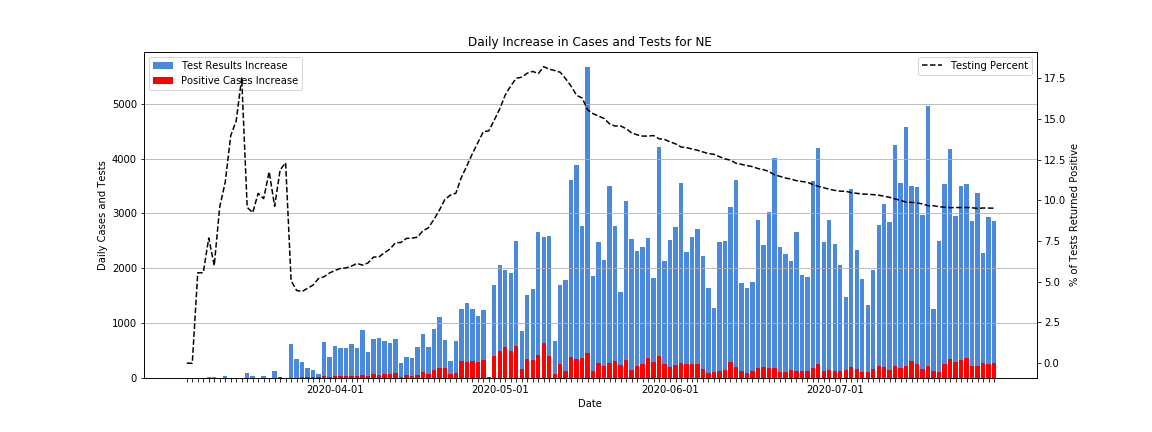 Daily Increase in Cases and Tests for NE
Test Results Increase
Positive Cases Increase
Testing Percent
Daily Cases and Tests
5000
4000
3000
2000
1000
0
% of Tests Returned Positive
17.5
15.0
12.5
10.0
7.5
5.0
2.5
0.0
2020-04-01
2020-05-01
2020-06-01
2020-07-01
Date